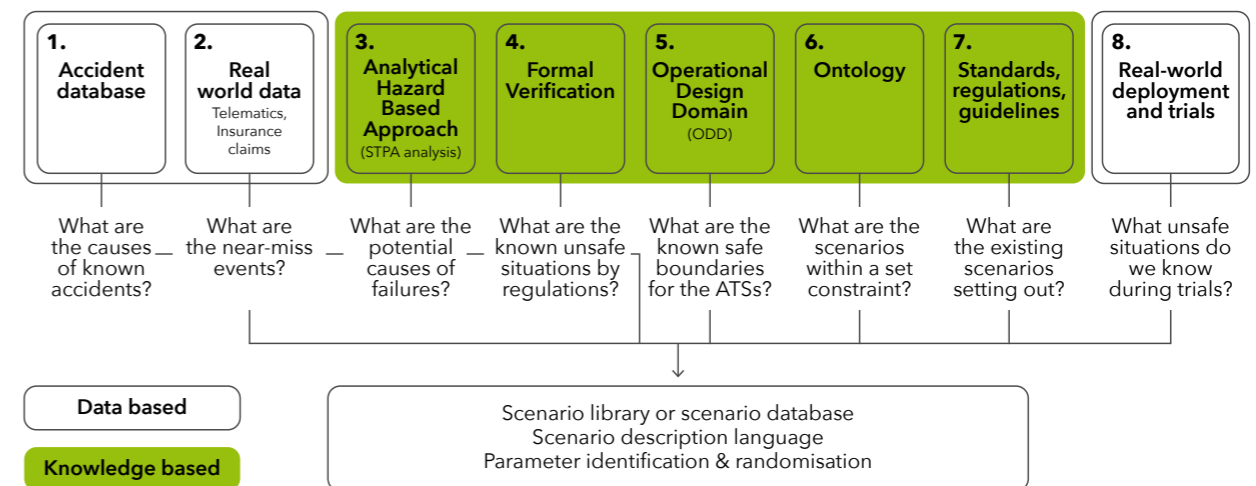 1.
Accident
database
2.
Real
world data
Telematics,
Insurance
claims
3.
Analytical
Hazard
Based
Approach
(STPA analysis)
4.
Formal
Verification
5.
Operational
Design
Domain
(ODD)
6.
Ontology
7.
Standards,
regulations,
guidelines
8.
Real-world
deployment
and trials
What are
the causes
of known
accidents?
What are
the near-miss
events?
What are the
potential
causes of
failures?
What are the
known unsafe
situations by
regulations?
What are the
known safe
boundaries
for the ATSs?
What are the
scenarios
within a set
constraint?
What are
the existing
scenarios
setting out?
What unsafe
situations do
we know
during trials?
Data based
Knowledge based
Scenario library or scenario database
Scenario description language
Parameter identification & randomisation